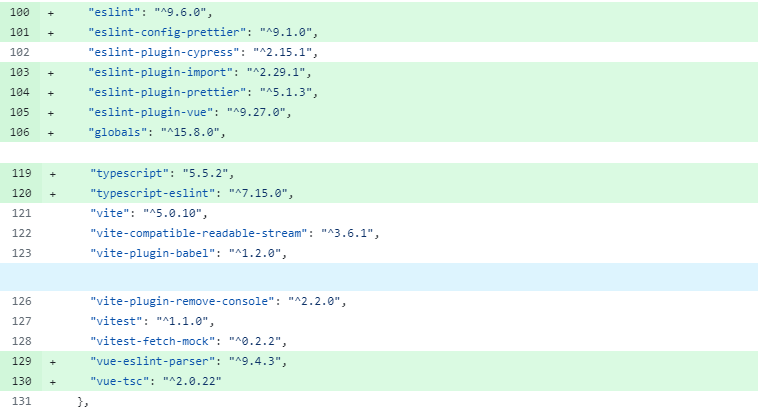 100 + "eslint": "^9.6.0",
101 + "eslint-config-prettier": "^9.1.0",
102 "eslint-plugin-cypress": "^2.15.1",
103 + "eslint-plugin-import": "^2.29.1",
104 + "eslint-plugin-prettier": "^5.1.3",
105 + "eslint-plugin-vue": "^9.27.0",
106 + "globals": "^15.8.0",
119 + "typescript": "5.5.2",
120 + "typescript-eslint": "^7.15.0",
121 "vite": "^5.0.10",
122 "vite-compatible-readable-stream": "^3.6.1",
123 "vite-plugin-babel": "^1.2.0",
126 "vite-plugin-remove-console": "^2.2.0",
127 "vitest": "^1.1.0",
128 "vitest-fetch-mock": "^0.2.2",
129 + "vue-eslint-parser": "^9.4.3",
130 + "vue-tsc": "^2.0.22"
131 },